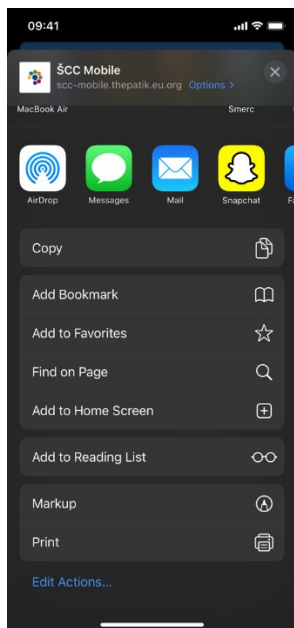 09:41
ŠCC Mobile
scc-mobile.thepatik.eu.org Options >
MacBook Air Smerc
AirDrop Messages Mail Snapchat
Copy
Add Bookmark
Add to Favorites
Find on Page
Add to Home Screen
Add to Reading List
Markup
Print
Edit Actions...